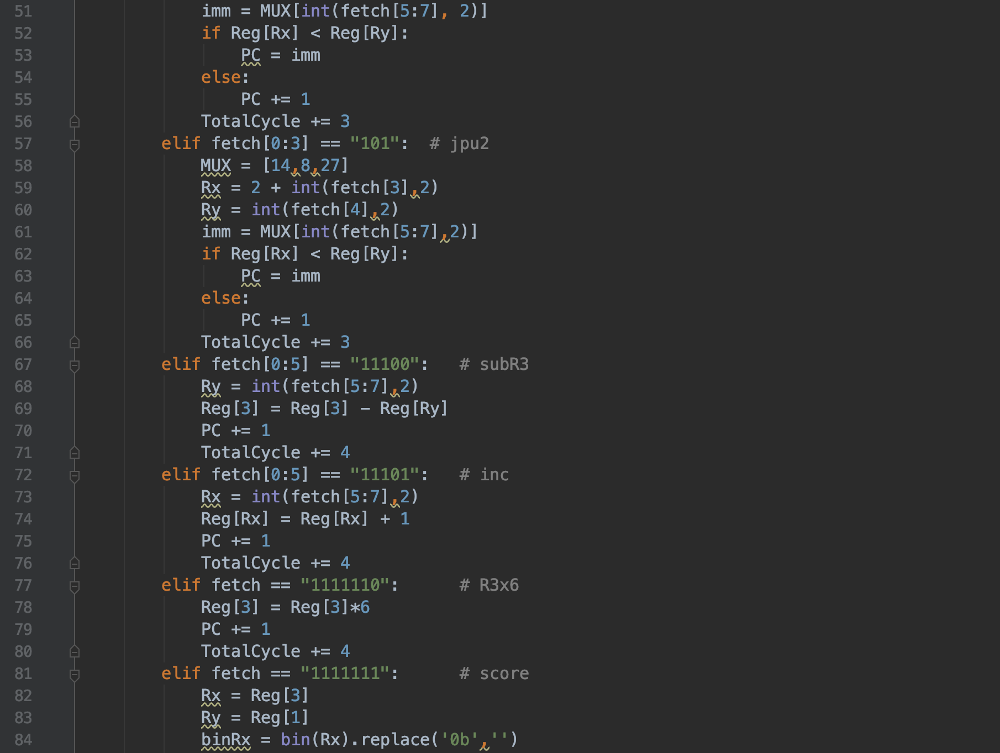 51 imm = MUX[int(fetch[5:7], 2)]
52 if Reg[Rx] < Reg[Ry]:
53 PC = imm
54 else:
55 PC += 1
56 TotalCycle += 3
57 elif fetch[0:3] == "101":  # jpu2
58 MUX = [14,8,27]
59 Rx = 2 + int(fetch[3],2)
60 Ry = int(fetch[4],2)
61 imm = MUX[int(fetch[5:7],2)]
62 if Reg[Rx] < Reg[Ry]:
63 PC = imm
64 else:
65 PC += 1
66 TotalCycle += 3
67 elif fetch[0:5] == "11100":   # subR3
68 Ry = int(fetch[5:7],2)
69 Reg[3] = Reg[3] - Reg[Ry]
70 PC += 1
71 TotalCycle += 4
72 elif fetch[0:5] == "11101":   # inc
73 Rx = int(fetch[5:7],2)
74 Reg[Rx] = Reg[Rx] + 1
75 PC += 1
76 TotalCycle += 4
77 elif fetch == "1111110":      # R3x6
78 Reg[3] = Reg[3]*6
79 PC += 1
80 TotalCycle += 4
81 elif fetch == "1111111":      # score
82 Rx = Reg[3]
83 Ry = Reg[1]
84 binRx = bin(Rx).replace('0b','')